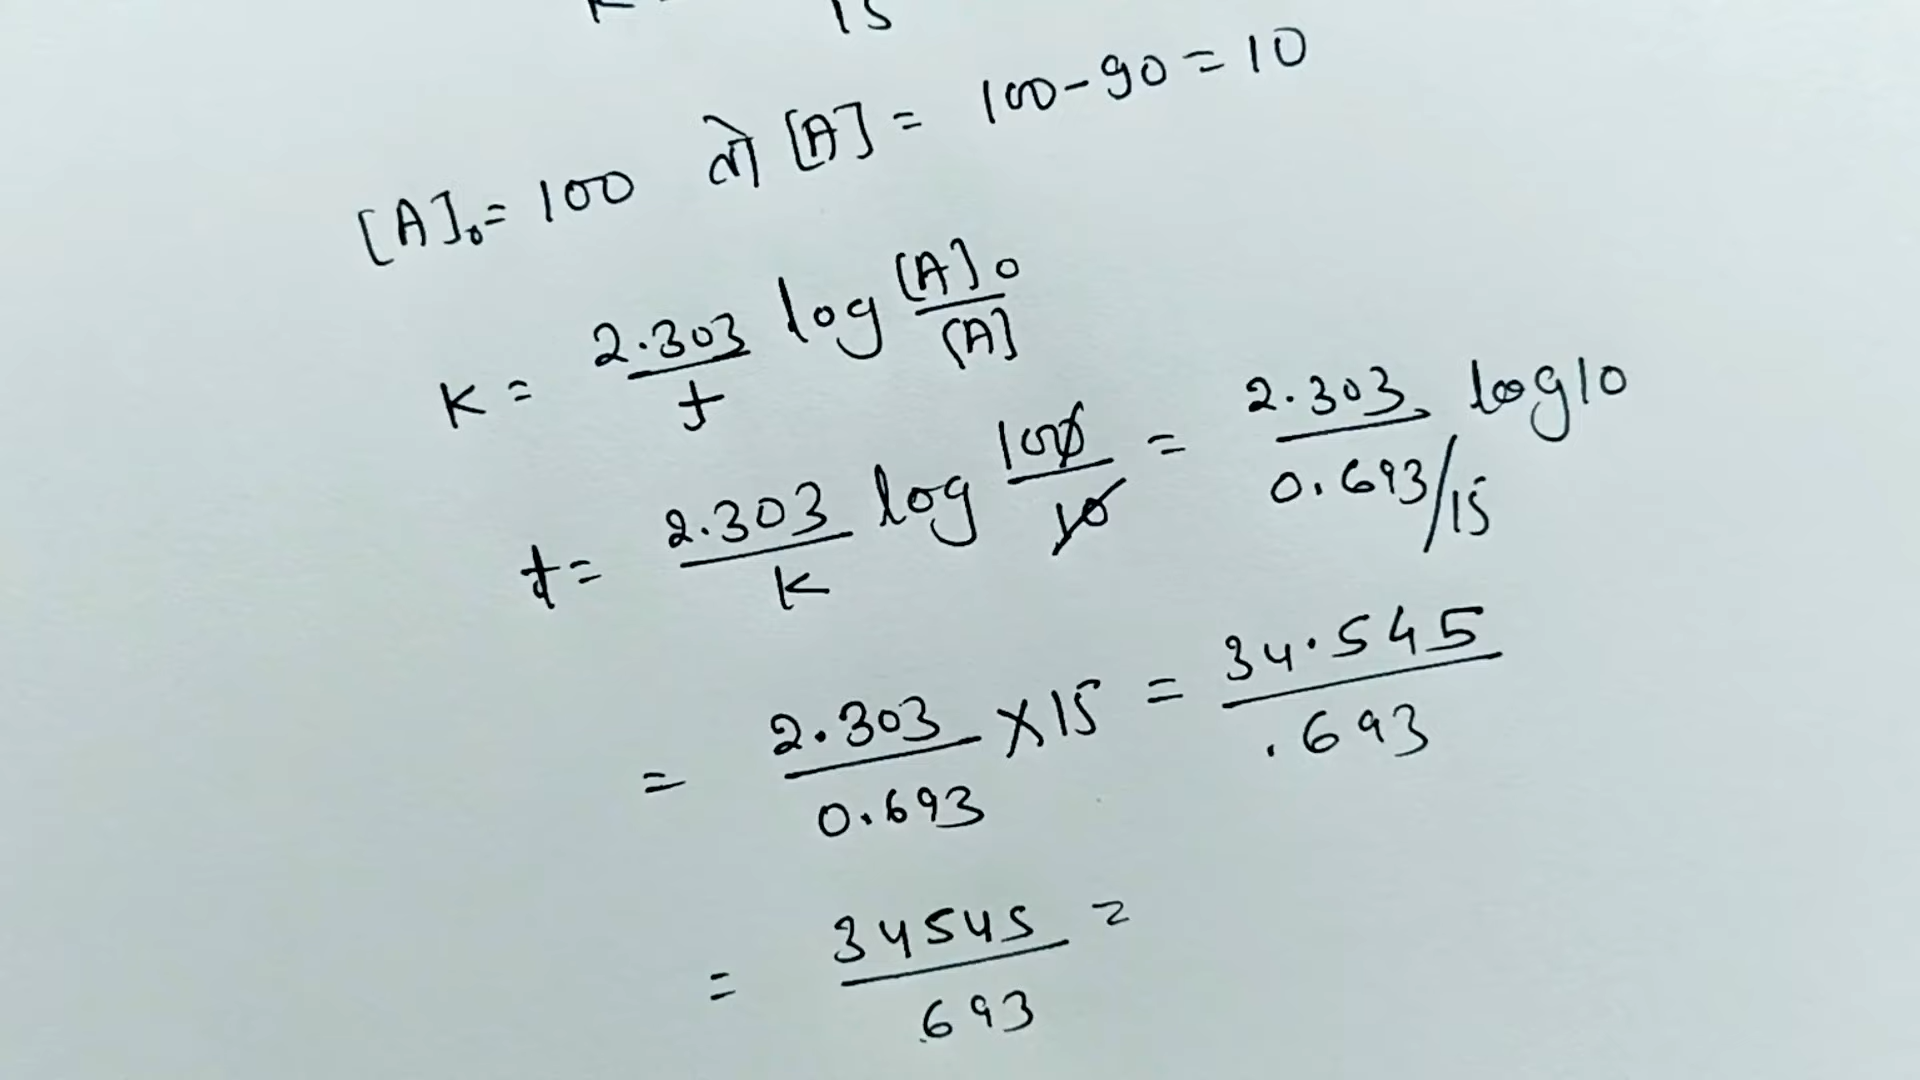 15
[A]₀ = 100 तो [A] = 100 - 90 = 10
K = 2.303/t log [A]₀/[A]
t = 2.303/K log 100/10 = 2.303/0.693/15 log10
= 2.303/0.693 × 15 = 34.545/.693
= 34545/693 =